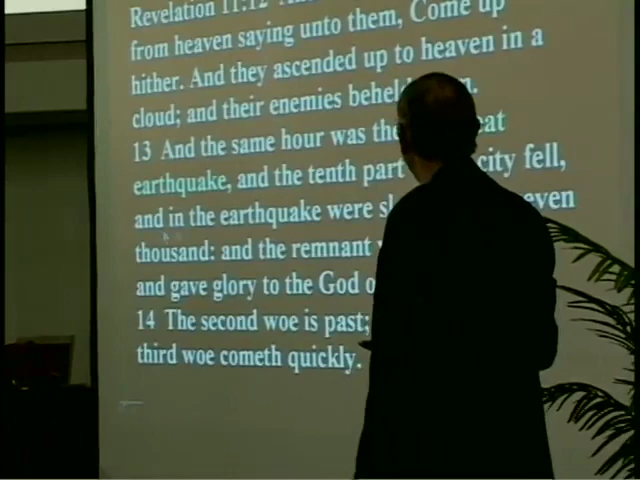 Revelation 11:12
from heaven saying unto them, Come up
hither. And they ascended up to heaven in a
cloud; and their enemies behel
13 And the same hour was the eat
earthquake, and the tenth part city fell,
and in the earthquake were sl even
thousand: and the remnant
and gave glory to the God o
14 The second woe is past;
third woe cometh quickly.